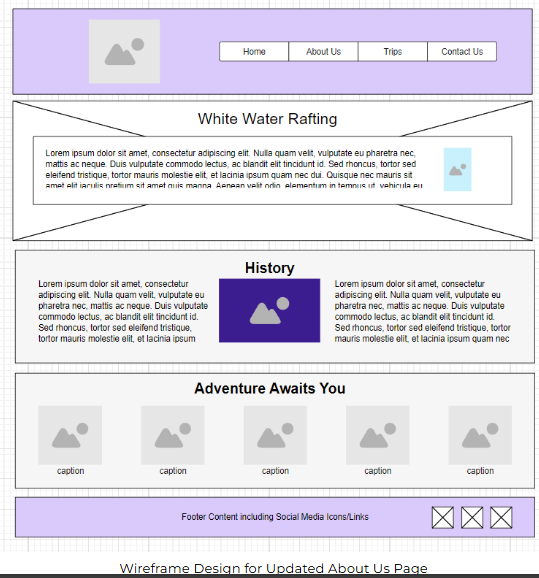 Home About Us Trips Contact Us
White Water Rafting
Lorem ipsum dolor sit amet, consectetur adipiscing elit. Nulla quam velit, vulputate eu pharetra nec,
mattis ac neque. Duis vulputate commodo lectus, ac blandit elit tincidunt id. Sed rhoncus, tortor sed
eleifend tristique, tortor mauris molestie elit, et lacinia ipsum quam nec dui. Quisque nec mauris sit
amet elit iaculis pretium sit amet quis magna. Aenean velit odio, elementum in tempus ut, vehicula eu
History
Lorem ipsum dolor sit amet, consectetur
adipiscing elit. Nulla quam velit, vulputate eu
pharetra nec, mattis ac neque. Duis vulputate
commodo lectus, ac blandit elit tincidunt id.
Sed rhoncus, tortor sed eleifend tristique,
tortor mauris molestie elit, et lacinia ipsum
Lorem ipsum dolor sit amet, consectetur
adipiscing elit. Nulla quam velit, vulputate eu
pharetra nec, mattis ac neque. Duis vulputate
commodo lectus, ac blandit elit tincidunt id.
Sed rhoncus, tortor sed eleifend tristique,
tortor mauris molestie elit, et lacinia ipsum quam nec
Adventure Awaits You
caption caption caption caption caption
Footer Content including Social Media Icons/Links
Wireframe Design for Updated About Us Page